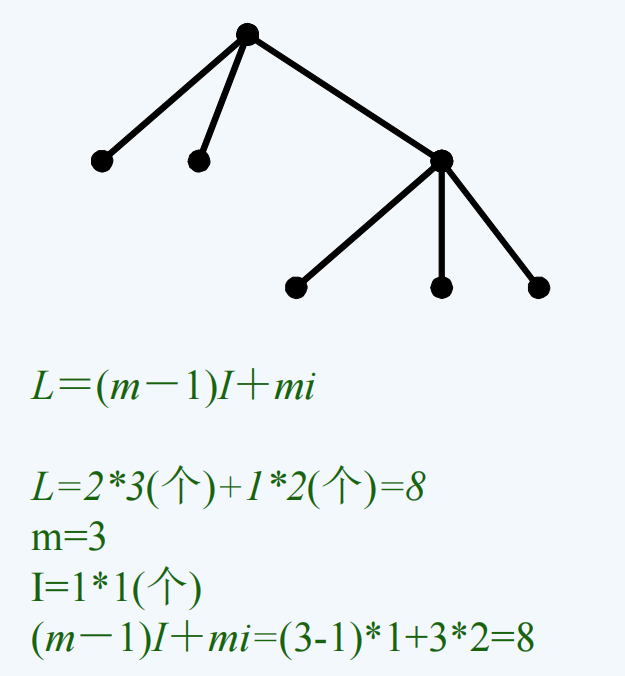 L＝(m－1)I＋mi
L=2*3(个)+1*2(个)=8
m=3
I=1*1(个)
(m－1)I＋mi=(3-1)*1+3*2=8